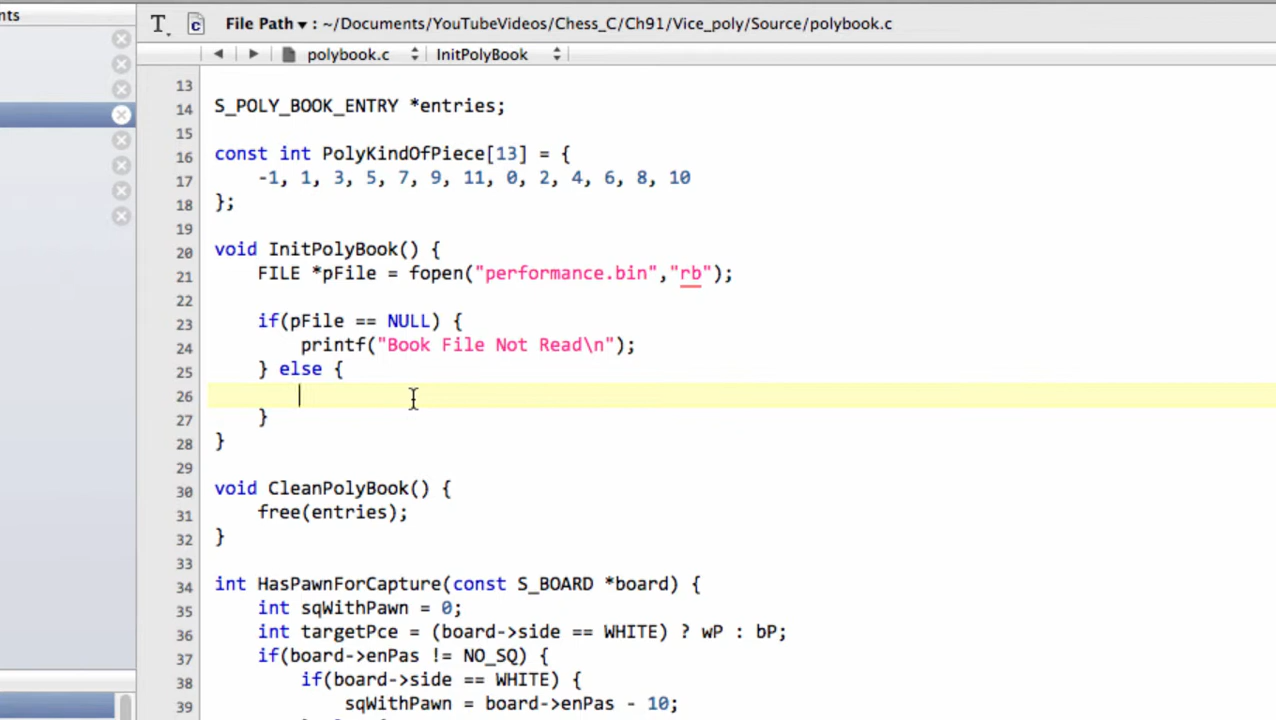 nts
File Path ▾ : ~/Documents/YouTubeVideos/Chess_C/Ch91/Vice_poly/Source/polybook.c
polybook.c InitPolyBook
13
14 S_POLY_BOOK_ENTRY *entries;
15
16 const int PolyKindOfPiece[13] = {
17 -1, 1, 3, 5, 7, 9, 11, 0, 2, 4, 6, 8, 10
18 };
19
20 void InitPolyBook() {
21 FILE *pFile = fopen("performance.bin","rb");
22
23 if(pFile == NULL) {
24 printf("Book File Not Read\n");
25 } else {
26
27 }
28 }
29
30 void CleanPolyBook() {
31 free(entries);
32 }
33
34 int HasPawnForCapture(const S_BOARD *board) {
35 int sqWithPawn = 0;
36 int targetPce = (board->side == WHITE) ? wP : bP;
37 if(board->enPas != NO_SQ) {
38 if(board->side == WHITE) {
39 sqWithPawn = board->enPas - 10;